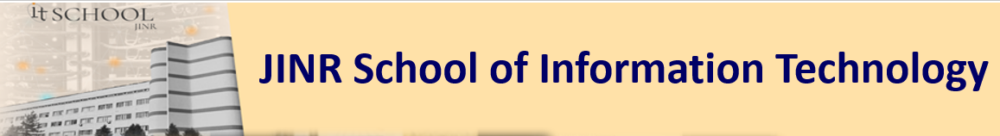 it SCHOOL
JINR
JINR School of Information Technology